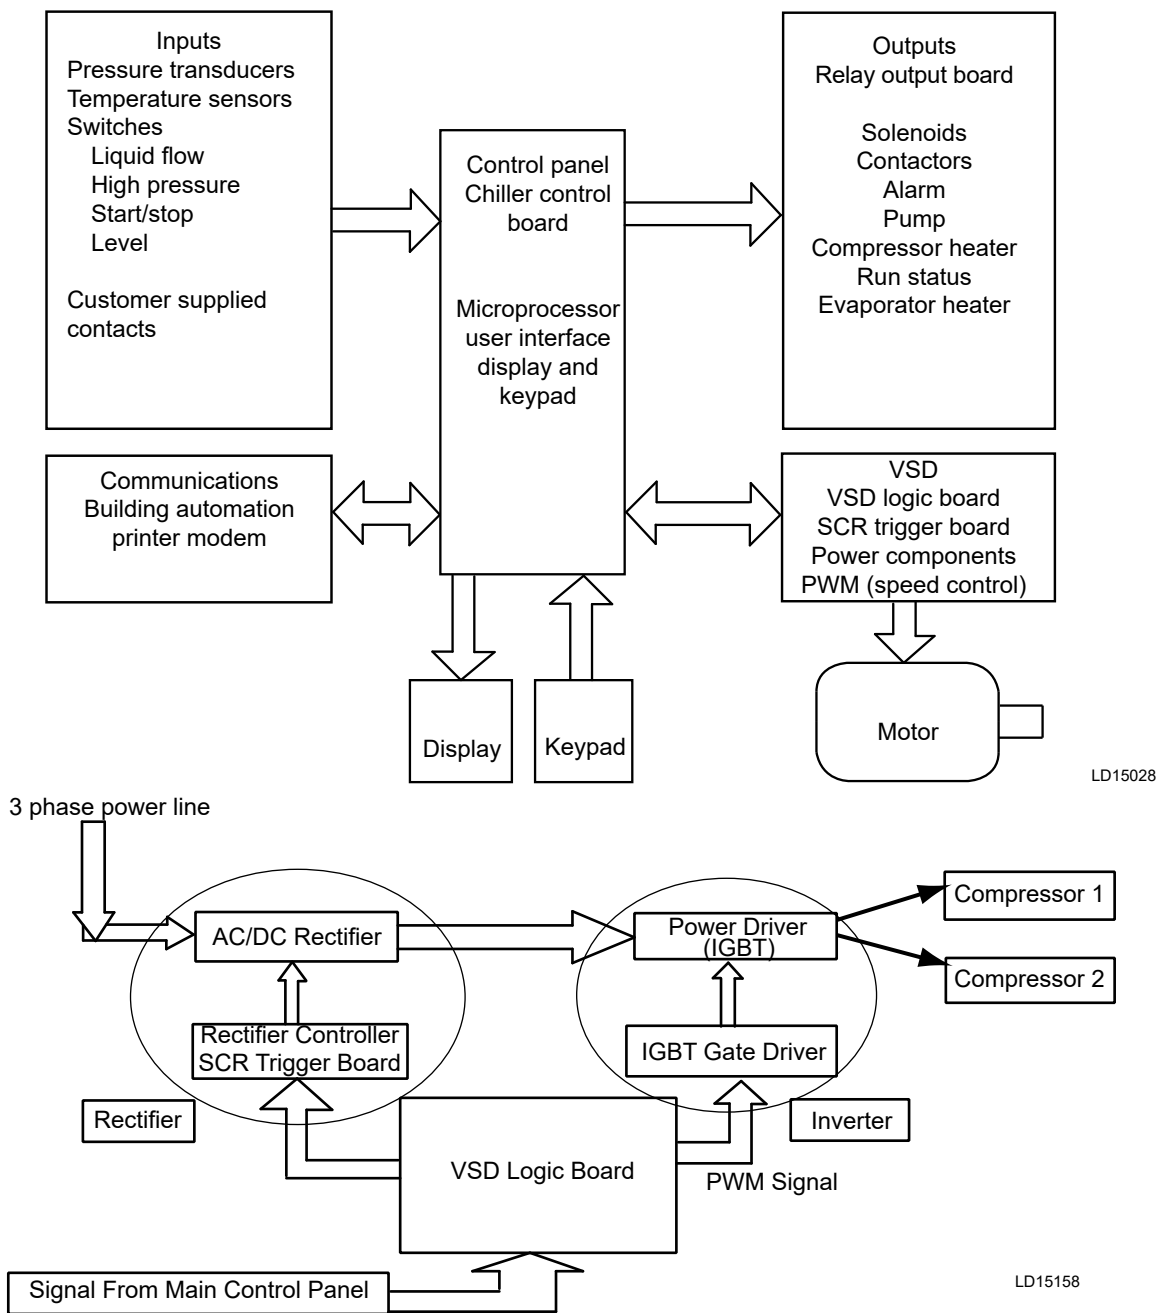 Inputs
Pressure transducers
Temperature sensors
Switches
Liquid flow
High pressure
Start/stop
Level
Customer supplied
contacts
Control panel
Chiller control
board
Microprocessor
user interface
display and
keypad
Outputs
Relay output board
Solenoids
Contactors
Alarm
Pump
Compressor heater
Run status
Evaporator heater
Communications
Building automation
printer modem
VSD
VSD logic board
SCR trigger board
Power components
PWM (speed control)
Display
Keypad
Motor
LD15028
3 phase power line
AC/DC Rectifier
Power Driver
(IGBT)
Compressor 1
Compressor 2
Rectifier Controller
SCR Trigger Board
IGBT Gate Driver
Rectifier
Inverter
VSD Logic Board
PWM Signal
Signal From Main Control Panel
LD15158